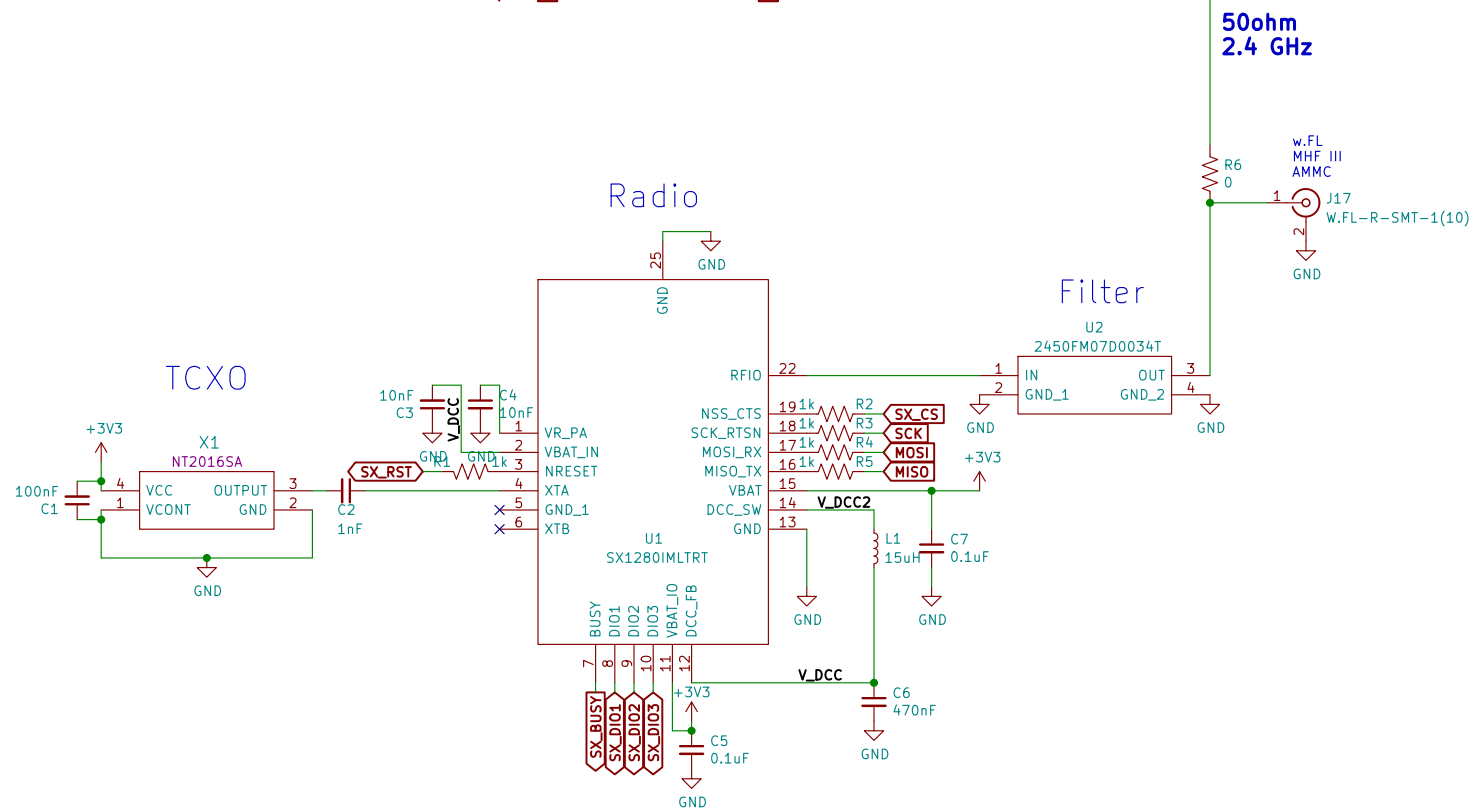 50ohm
2.4 GHz
w.FL
MHF III
AMMC
R6
0
1
J17
W.FL-R-SMT-1(10)
2
GND
Radio
25
GND
GND
Filter
U2
2450FM07D0034T
RFIO
22
1
IN
OUT
3
2
GND_1
GND_2
4
GND
GND
TCXO
+3V3
X1
NT2016SA
100nF
C1
4
VCC
OUTPUT
3
1
VCONT
GND
2
GND
C2
1nF
10nF
C3
V_DCC
C4
10nF
GND
GND
SX_RST
R1
1k
1
VR_PA
2
VBAT_IN
3
NRESET
4
XTA
5
GND_1
6
XTB
NSS_CTS
19
1k
R2
SX_CS
SCK_RTSN
18
1k
R3
SCK
MOSI_RX
17
1k
R4
MOSI
MISO_TX
16
1k
R5
MISO
VBAT
15
+3V3
DCC_SW
14
V_DCC2
GND
13
U1
SX1280IMLTRT
L1
15uH
C7
0.1uF
GND
GND
BUSY
DIO1
DIO2
DIO3
VBAT_IO
DCC_FB
7
8
9
10
11
12
V_DCC
SX_BUSY
SX_DIO1
SX_DIO2
SX_DIO3
+3V3
C6
470nF
GND
C5
0.1uF
GND